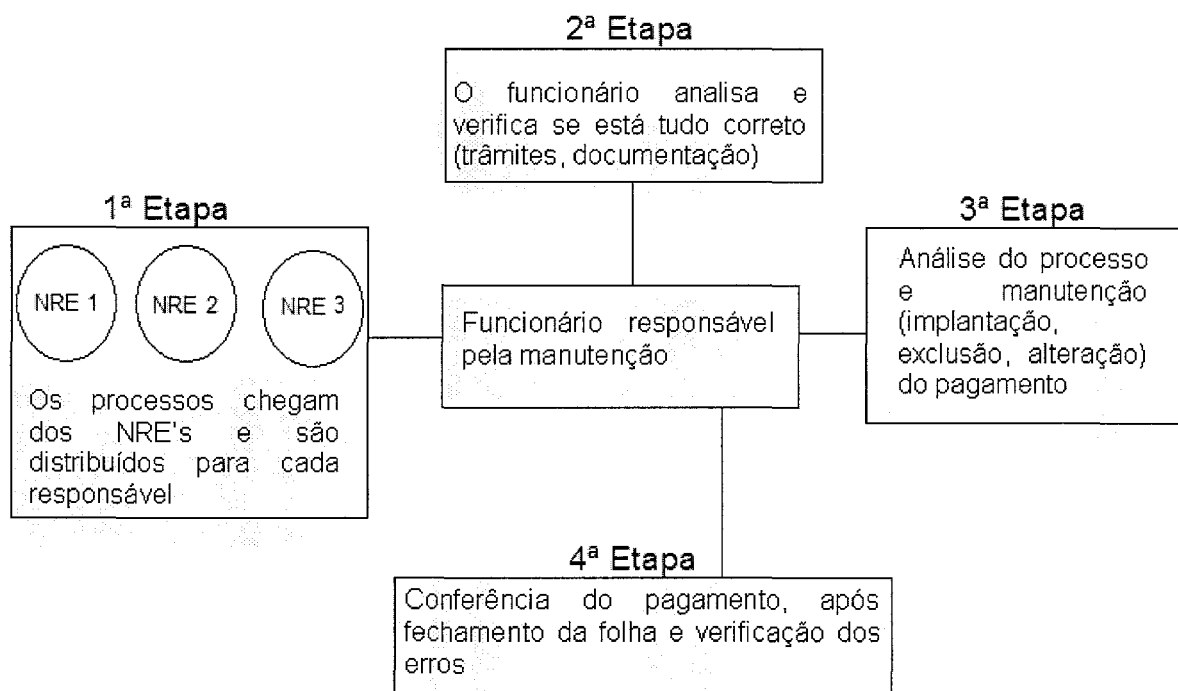 2ª Etapa
O funcionário analisa e
verifica se está tudo correto
(trâmites, documentação)
1ª Etapa
NRE 1
NRE 2
NRE 3
Os processos chegam
dos NRE's e são
distribuídos para cada
responsável
Funcionário responsável
pela manutenção
3ª Etapa
Análise do processo
e manutenção
(implantação,
exclusão, alteração)
do pagamento
4ª Etapa
Conferência do pagamento, após
fechamento da folha e verificação dos
erros